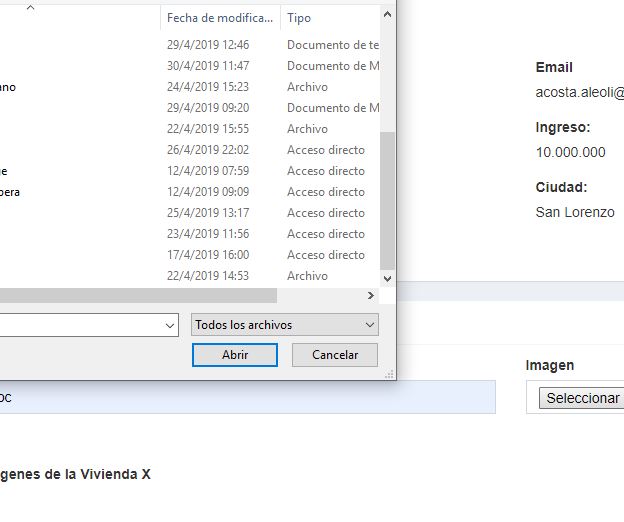 Fecha de modifica... Tipo
29/4/2019 12:46 Documento de te
30/4/2019 11:47 Documento de M
ano 24/4/2019 15:23 Archivo
29/4/2019 09:20 Documento de M
22/4/2019 15:55 Archivo
26/4/2019 22:02 Acceso directo
ge 12/4/2019 07:59 Acceso directo
pera 12/4/2019 09:09 Acceso directo
25/4/2019 13:17 Acceso directo
23/4/2019 11:56 Acceso directo
17/4/2019 16:00 Acceso directo
22/4/2019 14:53 Archivo
Todos los archivos
Abrir Cancelar
Email
acosta.aleoli@
Ingreso:
10.000.000
Ciudad:
San Lorenzo
Imagen
oc
Seleccionar
genes de la Vivienda X